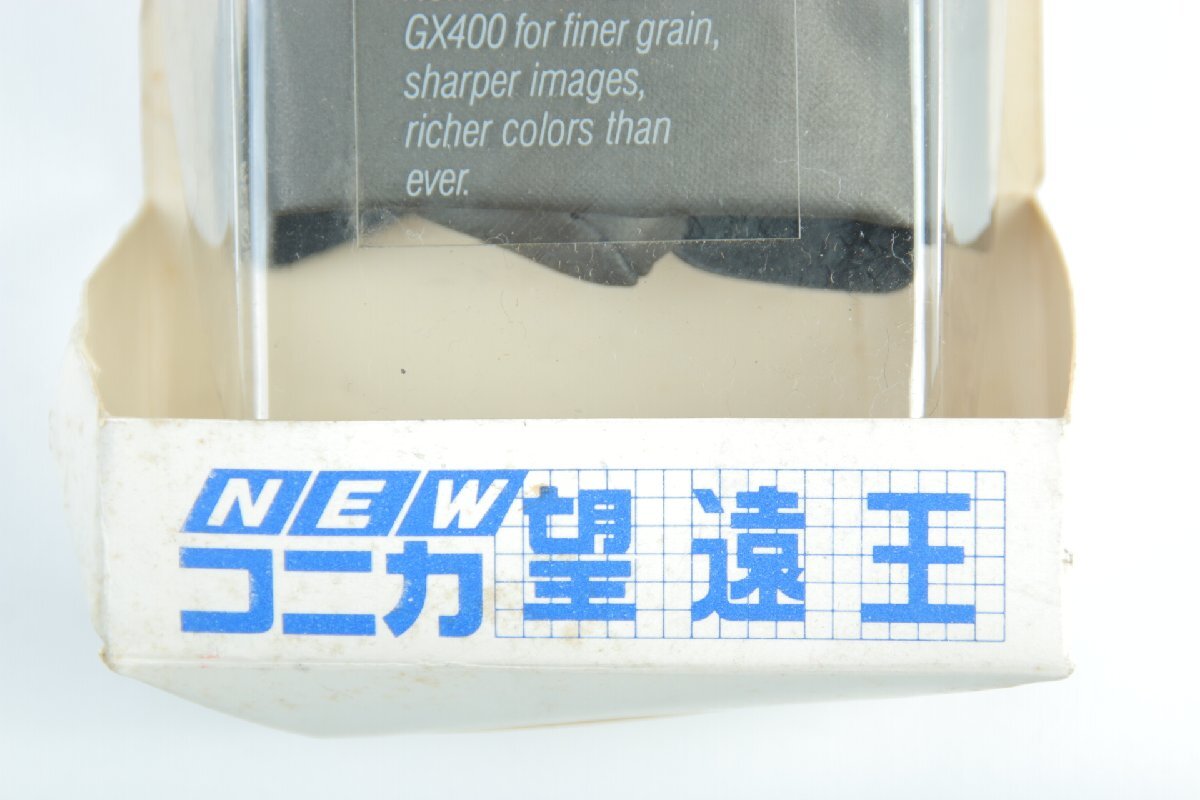 GX400 for finer grain,
sharper images,
richer colors than
ever.
NEW
コニカ 望遠王